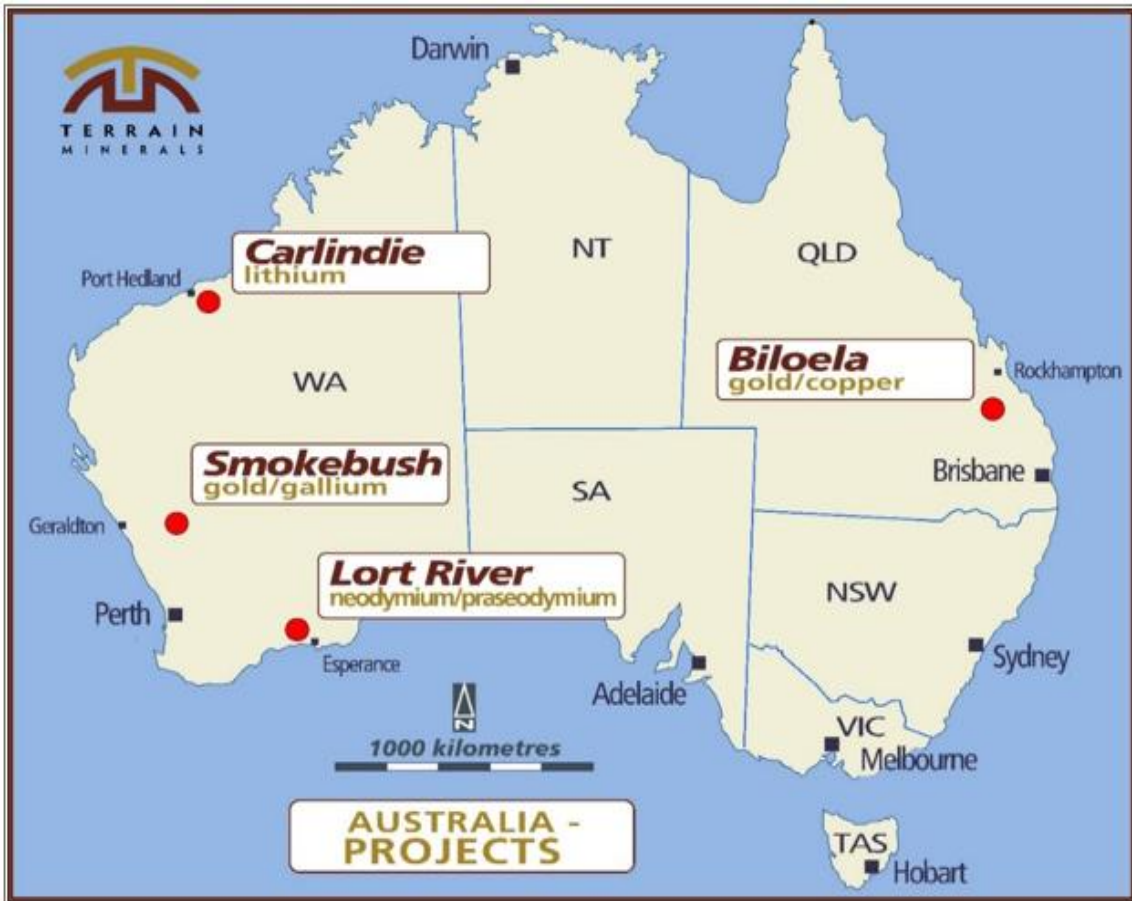 TERRAIN
MINERALS
Darwin
NT
QLD
Carlindie
lithium
Port Hedland
WA
Biloela
gold/copper
Rockhampton
Smokebush
gold/gallium
SA
Brisbane
Geraldton
Lort River
neodymium/praseodymium
NSW
Perth
Esperance
Adelaide
Sydney
N
1000 kilometres
VIC
Melbourne
AUSTRALIA -
PROJECTS
TAS
Hobart